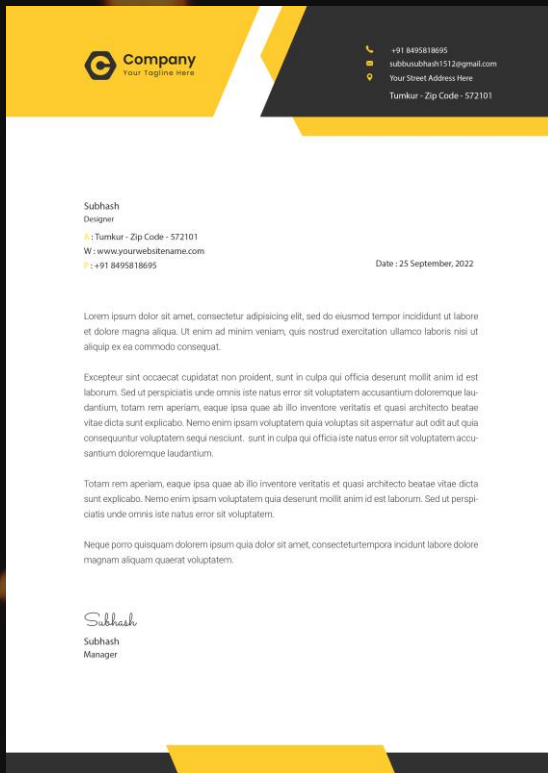 Company
Your Tagline Here
+91 8495818695
subbusubhash1512@gmail.com
Your Street Address Here
Tumkur - Zip Code - 572101
Subhash
Designer
A : Tumkur - Zip Code - 572101
W : www.yourwebsitename.com
P : +91 8495818695
Date : 25 September, 2022
Lorem ipsum dolor sit amet, consectetur adipisicing elit, sed do eiusmod tempor incididunt ut labore
et dolore magna aliqua. Ut enim ad minim veniam, quis nostrud exercitation ullamco laboris nisi ut
aliquip ex ea commodo consequat.
Excepteur sint occaecat cupidatat non proident, sunt in culpa qui officia deserunt mollit anim id est
laborum. Sed ut perspiciatis unde omnis iste natus error sit voluptatem accusantium doloremque lau-
dantium, totam rem aperiam, eaque ipsa quae ab illo inventore veritatis et quasi architecto beatae
vitae dicta sunt explicabo. Nemo enim ipsam voluptatem quia voluptas sit aspernatur aut odit aut quia
consequuntur voluptatem sequi nesciunt. sunt in culpa qui officia iste natus error sit voluptatem accu-
santium doloremque laudantium.
Totam rem aperiam, eaque ipsa quae ab illo inventore veritatis et quasi architecto beatae vitae dicta
sunt explicabo. Nemo enim ipsam voluptatem quia deserunt mollit anim id est laborum. Sed ut perspi-
ciatis unde omnis iste natus error sit voluptatem.
Neque porro quisquam dolorem ipsum quia dolor sit amet, consecteturtempora incidunt labore dolore
magnam aliquam quaerat voluptatem.
Subhash
Subhash
Manager